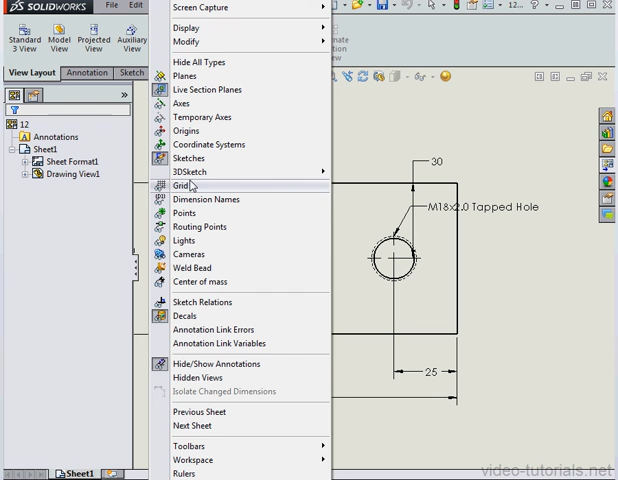 SOLIDWORKS
File
Edit
12...
Screen Capture
Standard
3 View
Model
View
Projected
View
Auxiliary
View
View Layout
Annotation
Sketch
12
Annotations
Sheet1
Sheet Format1
Drawing View1
Display
Modify
Hide All Types
Planes
Live Section Planes
Axes
Temporary Axes
Origins
Coordinate Systems
Sketches
3DSketch
Grid
Dimension Names
Points
Routing Points
Lights
Cameras
Weld Bead
Center of mass
Sketch Relations
Decals
Annotation Link Errors
Annotation Link Variables
Hide/Show Annotations
Hidden Views
Isolate Changed Dimensions
Previous Sheet
Next Sheet
Toolbars
Workspace
Rulers
View
30
M18x2.0 Tapped Hole
25
Sheet1
video-tutorials.net